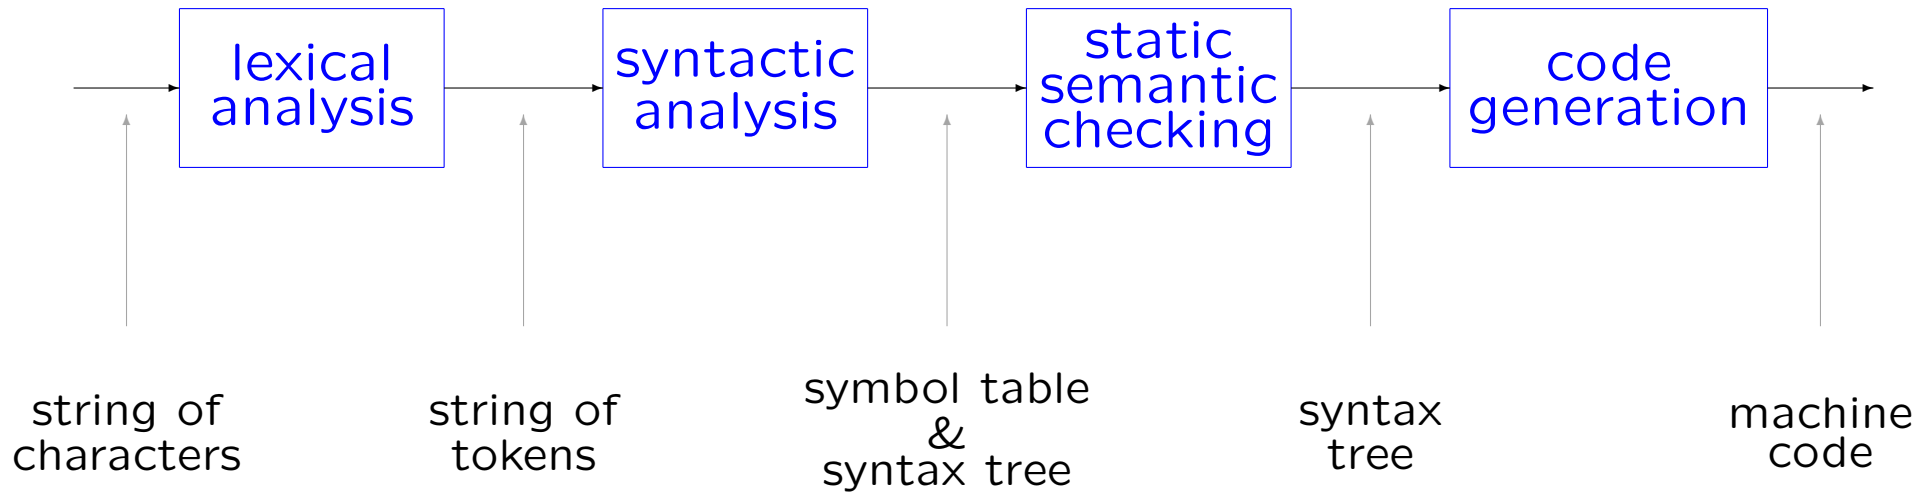 lexical
analysis
syntactic
analysis
static
semantic
checking
code
generation
string of
characters
string of
tokens
symbol table
&
syntax tree
syntax
tree
machine
code